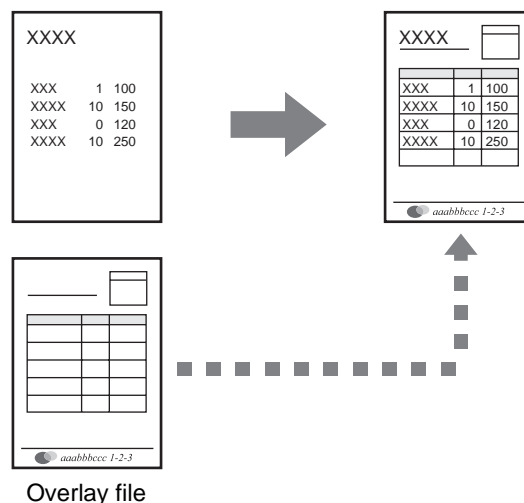 XXXX
XXX 1 100
XXXX 10 150
XXX 0 120
XXXX 10 250
XXXX
XXX 1 100
XXXX 10 150
XXX 0 120
XXXX 10 250
aaabbbccc 1-2-3
aaabbbccc 1-2-3
Overlay file